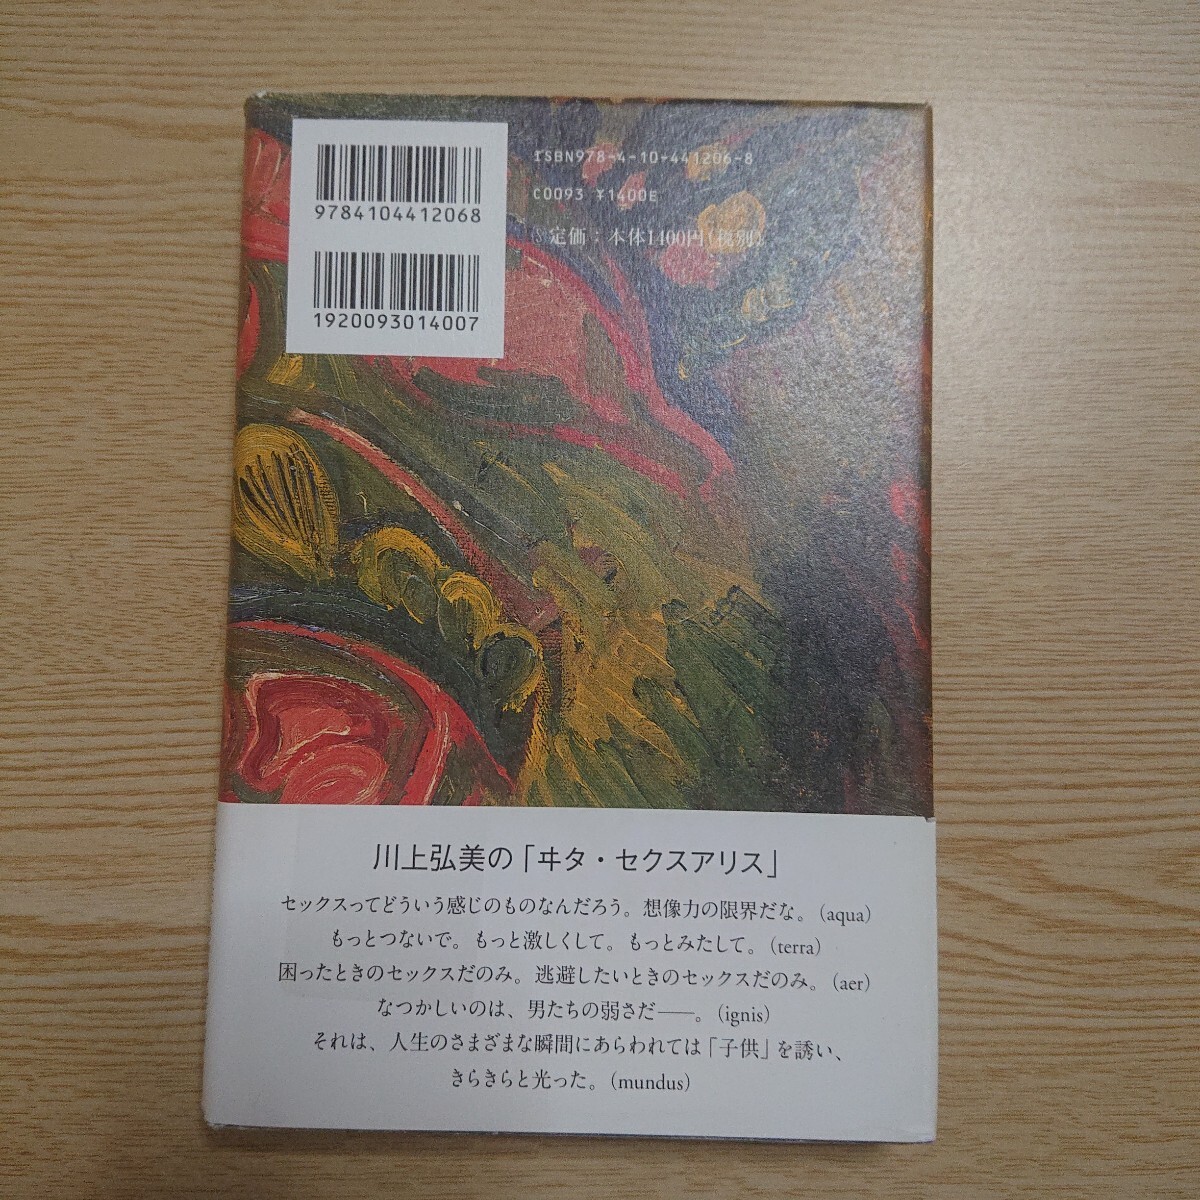 9784104412068
1920093014007
ISBN978-4-10-441206-8
C0093 ¥1400E
定価:本体1400円(税別)
川上弘美の「ヰタ・セクスアリス」
セックスってどういう感じのものなんだろう。想像力の限界だな。(aqua)
もっとつないで。もっと激しくして。もっとみたして。(terra)
困ったときのセックスだのみ。逃避したいときのセックスだのみ。(aer)
なつかしいのは、男たちの弱さだ――。(ignis)
それは、人生のさまざまな瞬間にあらわれては「子供」を誘い、
きらきらと光った。(mundus)